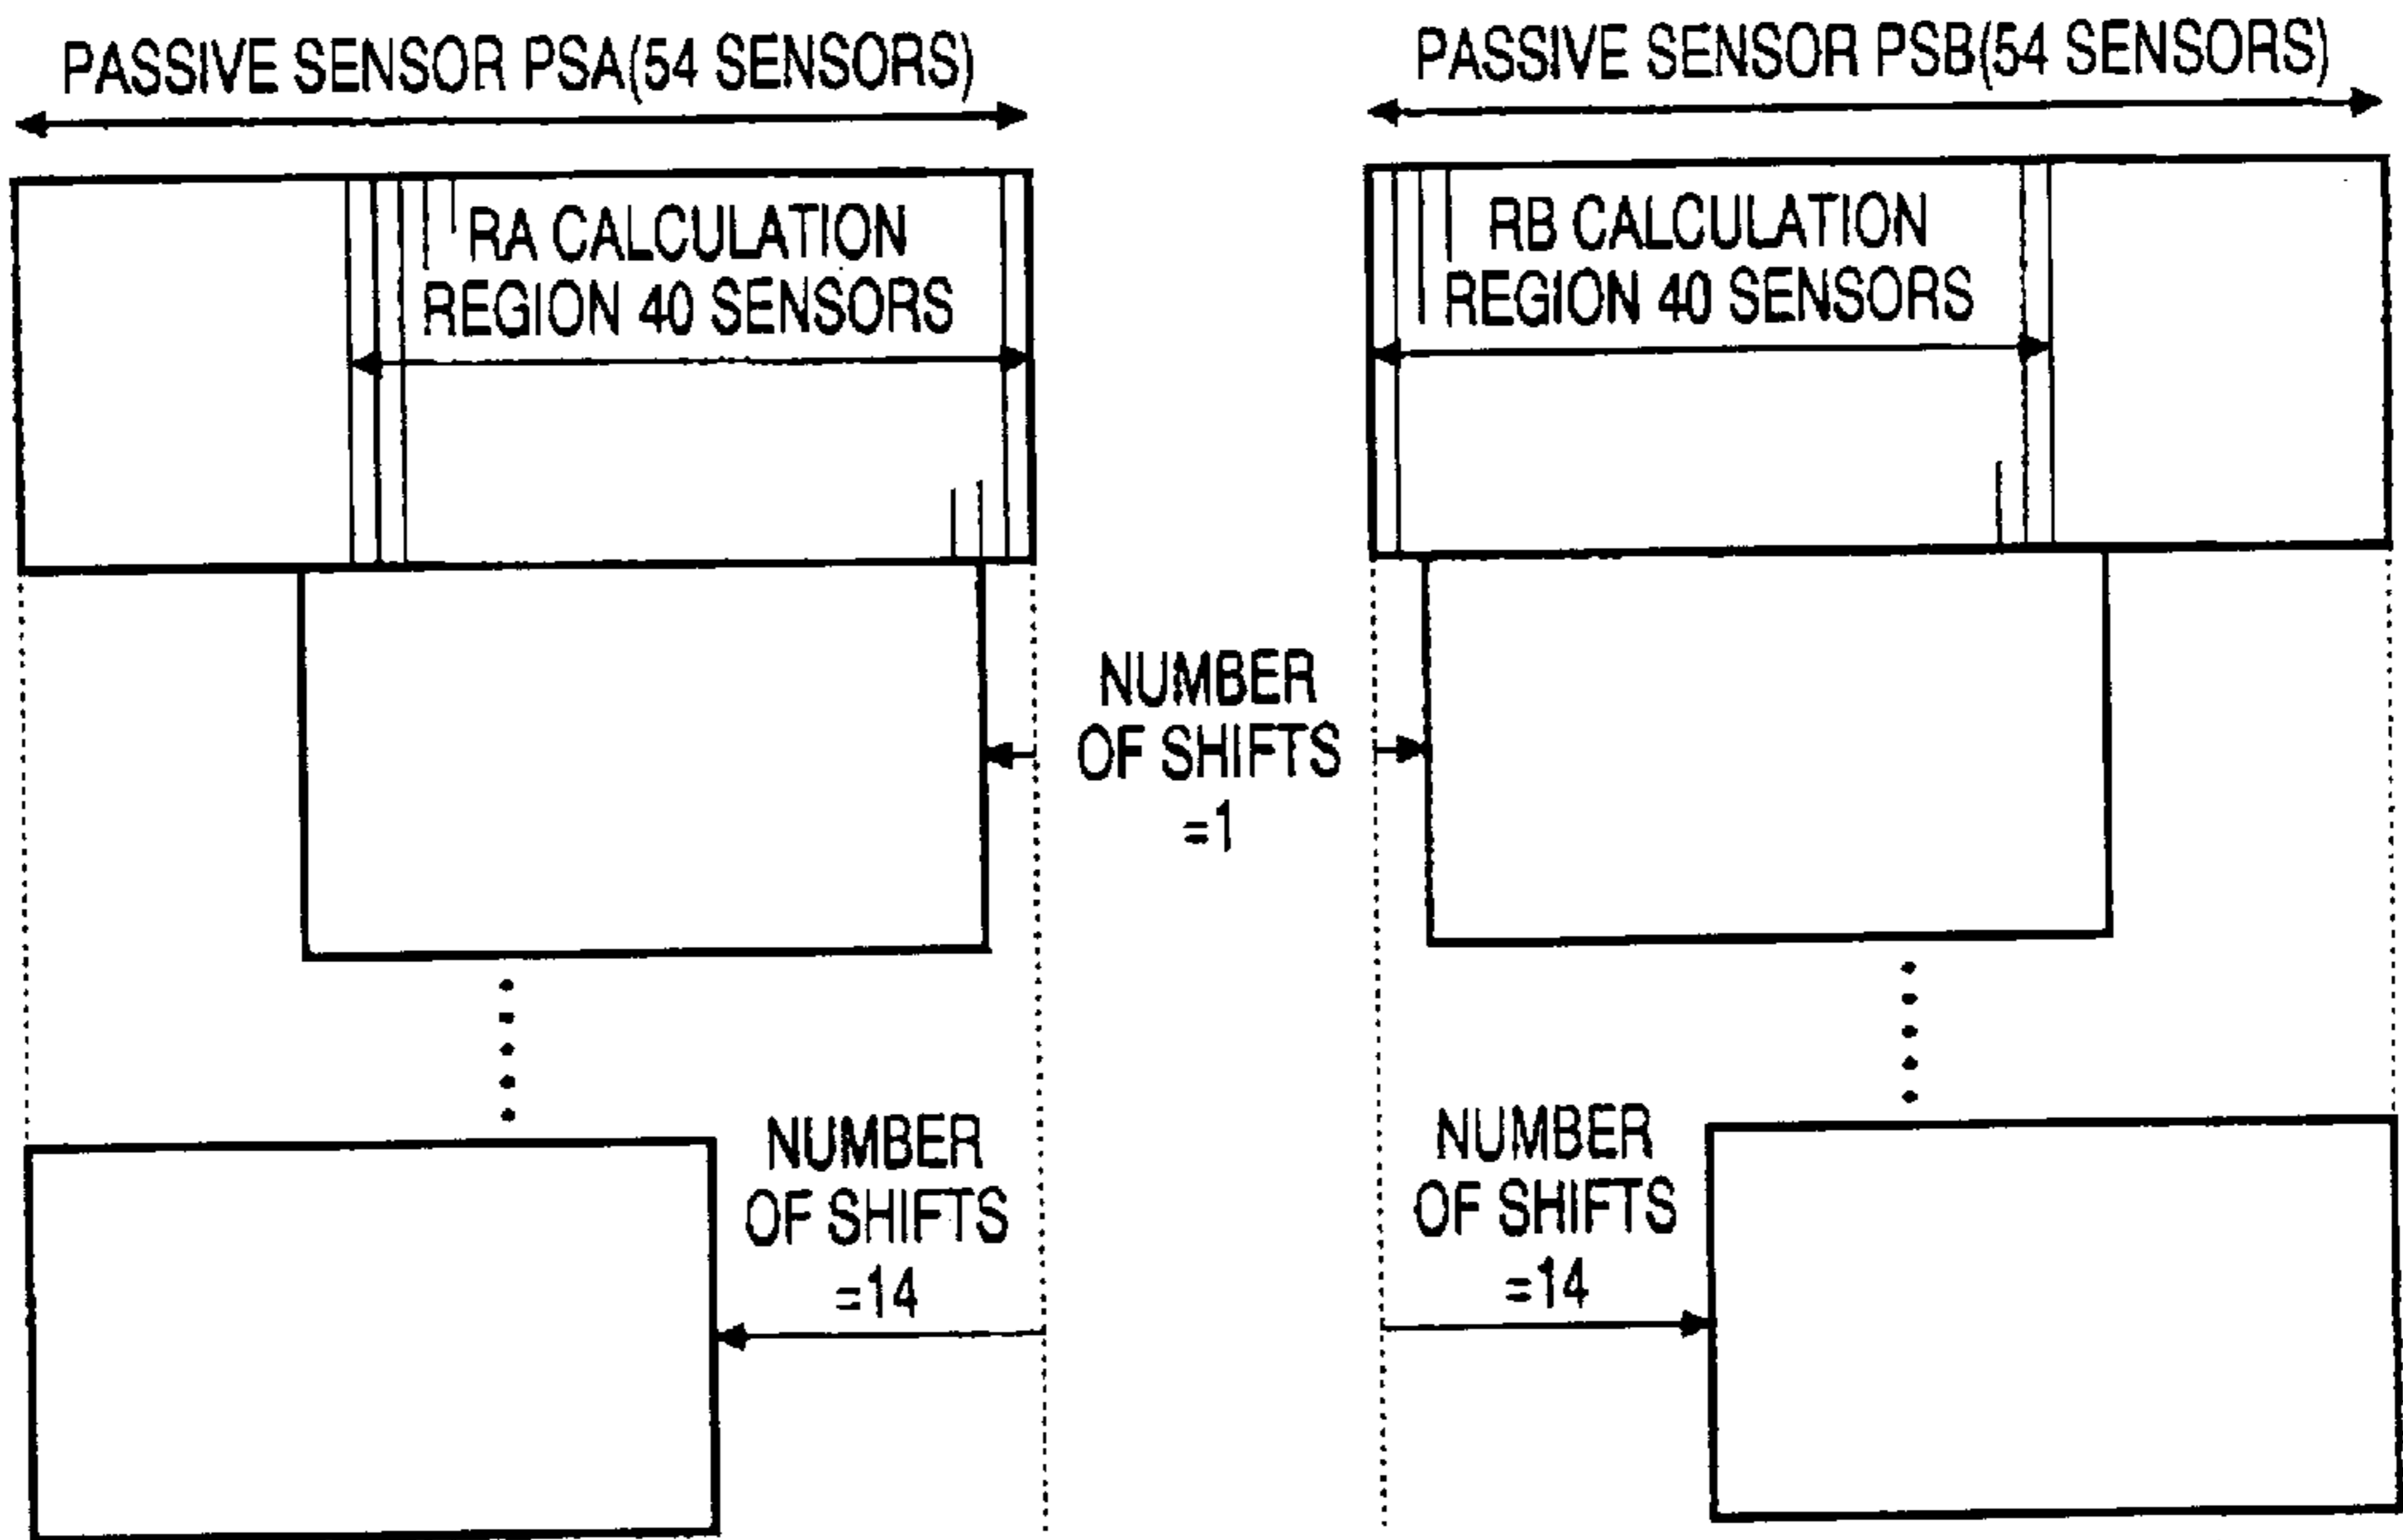 PASSIVE SENSOR PSA(54 SENSORS)
PASSIVE SENSOR PSB(54 SENSORS)
RA CALCULATION
REGION 40 SENSORS
RB CALCULATION
REGION 40 SENSORS
NUMBER
OF SHIFTS
=1
NUMBER
OF SHIFTS
=14
NUMBER
OF SHIFTS
=14